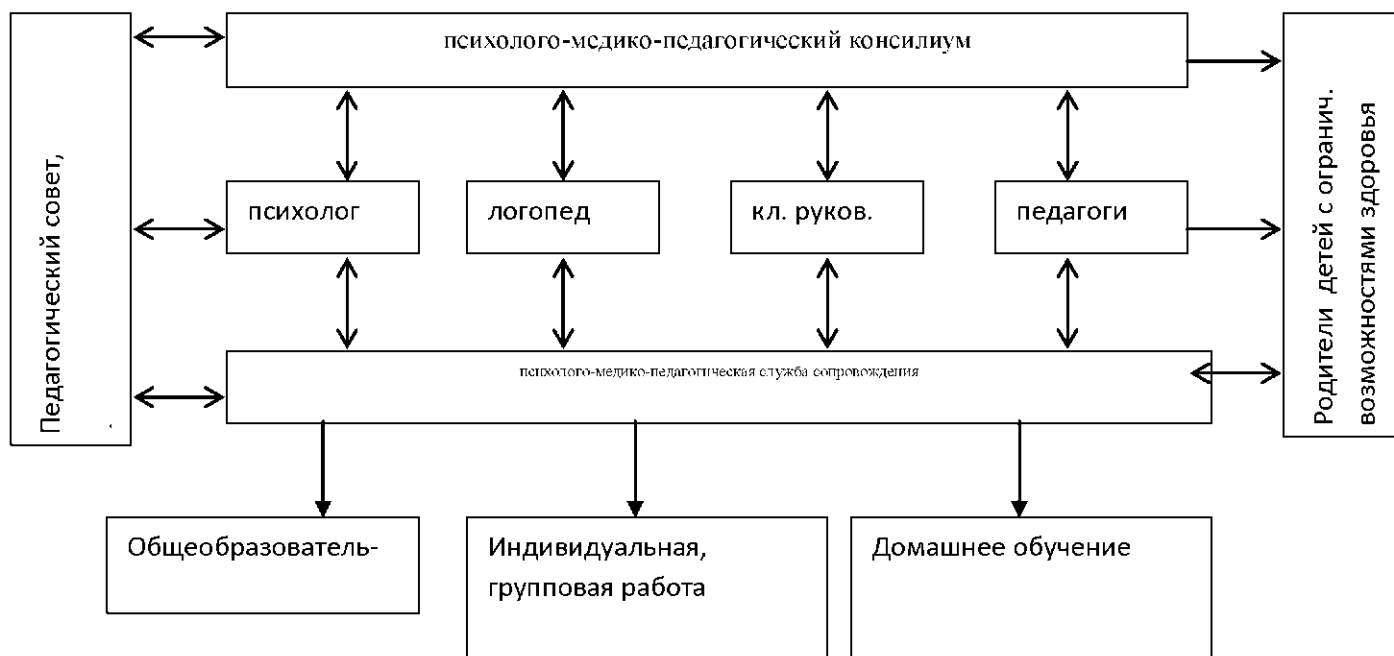 психолого-медико-педагогический консилиум
Педагогический совет,
психолог
логопед
кл. руков.
педагоги
Родители детей с огранич.
возможностями здоровья
психолого-медико-педагогическая служба сопровождения
Общеобразователь-
Индивидуальная,
групповая работа
Домашнее обучение